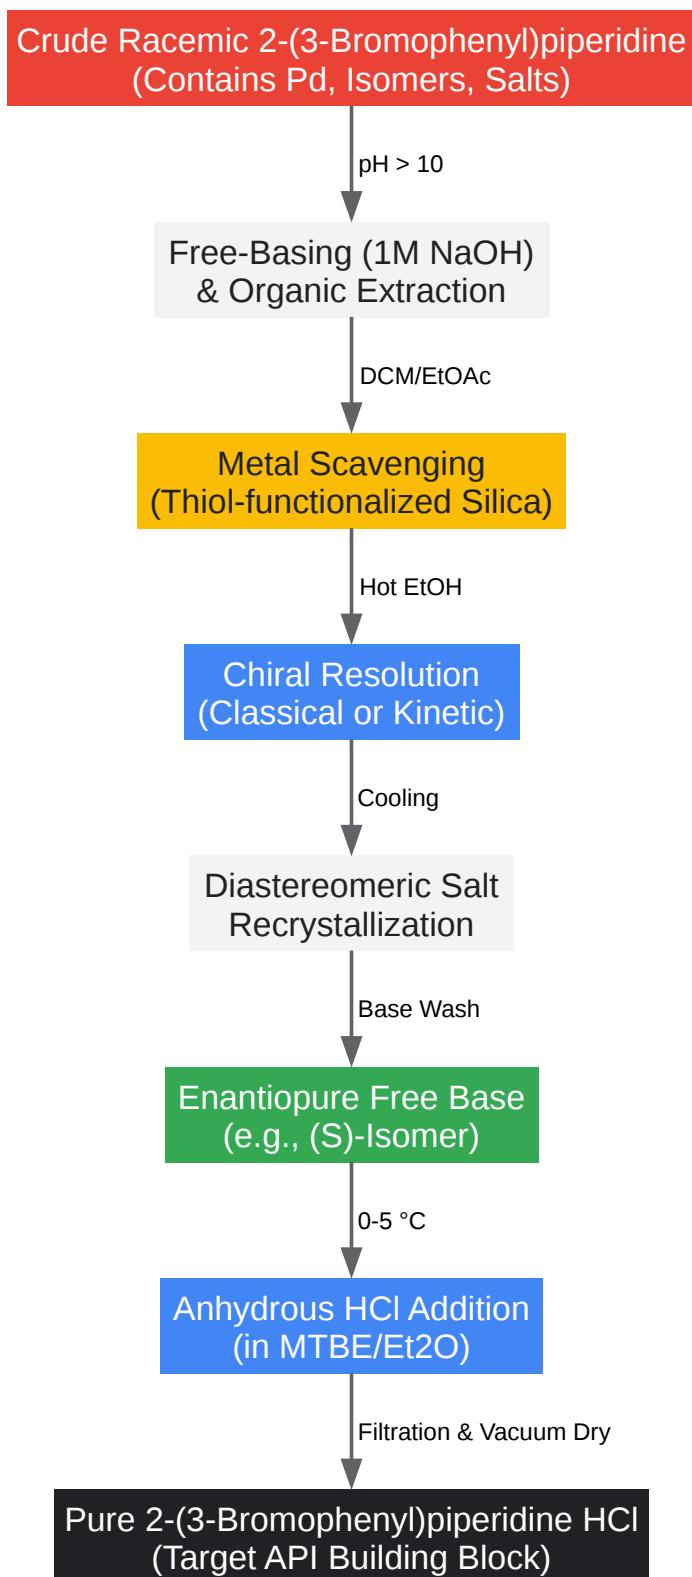 Crude Racemic 2-(3-Bromophenyl)piperidine
(Contains Pd, Isomers, Salts)
pH > 10
Free-Basing (1M NaOH)
& Organic Extraction
DCM/EtOAc
Metal Scavenging
(Thiol-functionalized Silica)
Hot EtOH
Chiral Resolution
(Classical or Kinetic)
Cooling
Diastereomeric Salt
Recrystallization
Base Wash
Enantiopure Free Base
(e.g., (S)-Isomer)
0-5 °C
Anhydrous HCl Addition
(in MTBE/Et2O)
Filtration & Vacuum Dry
Pure 2-(3-Bromophenyl)piperidine HCl
(Target API Building Block)